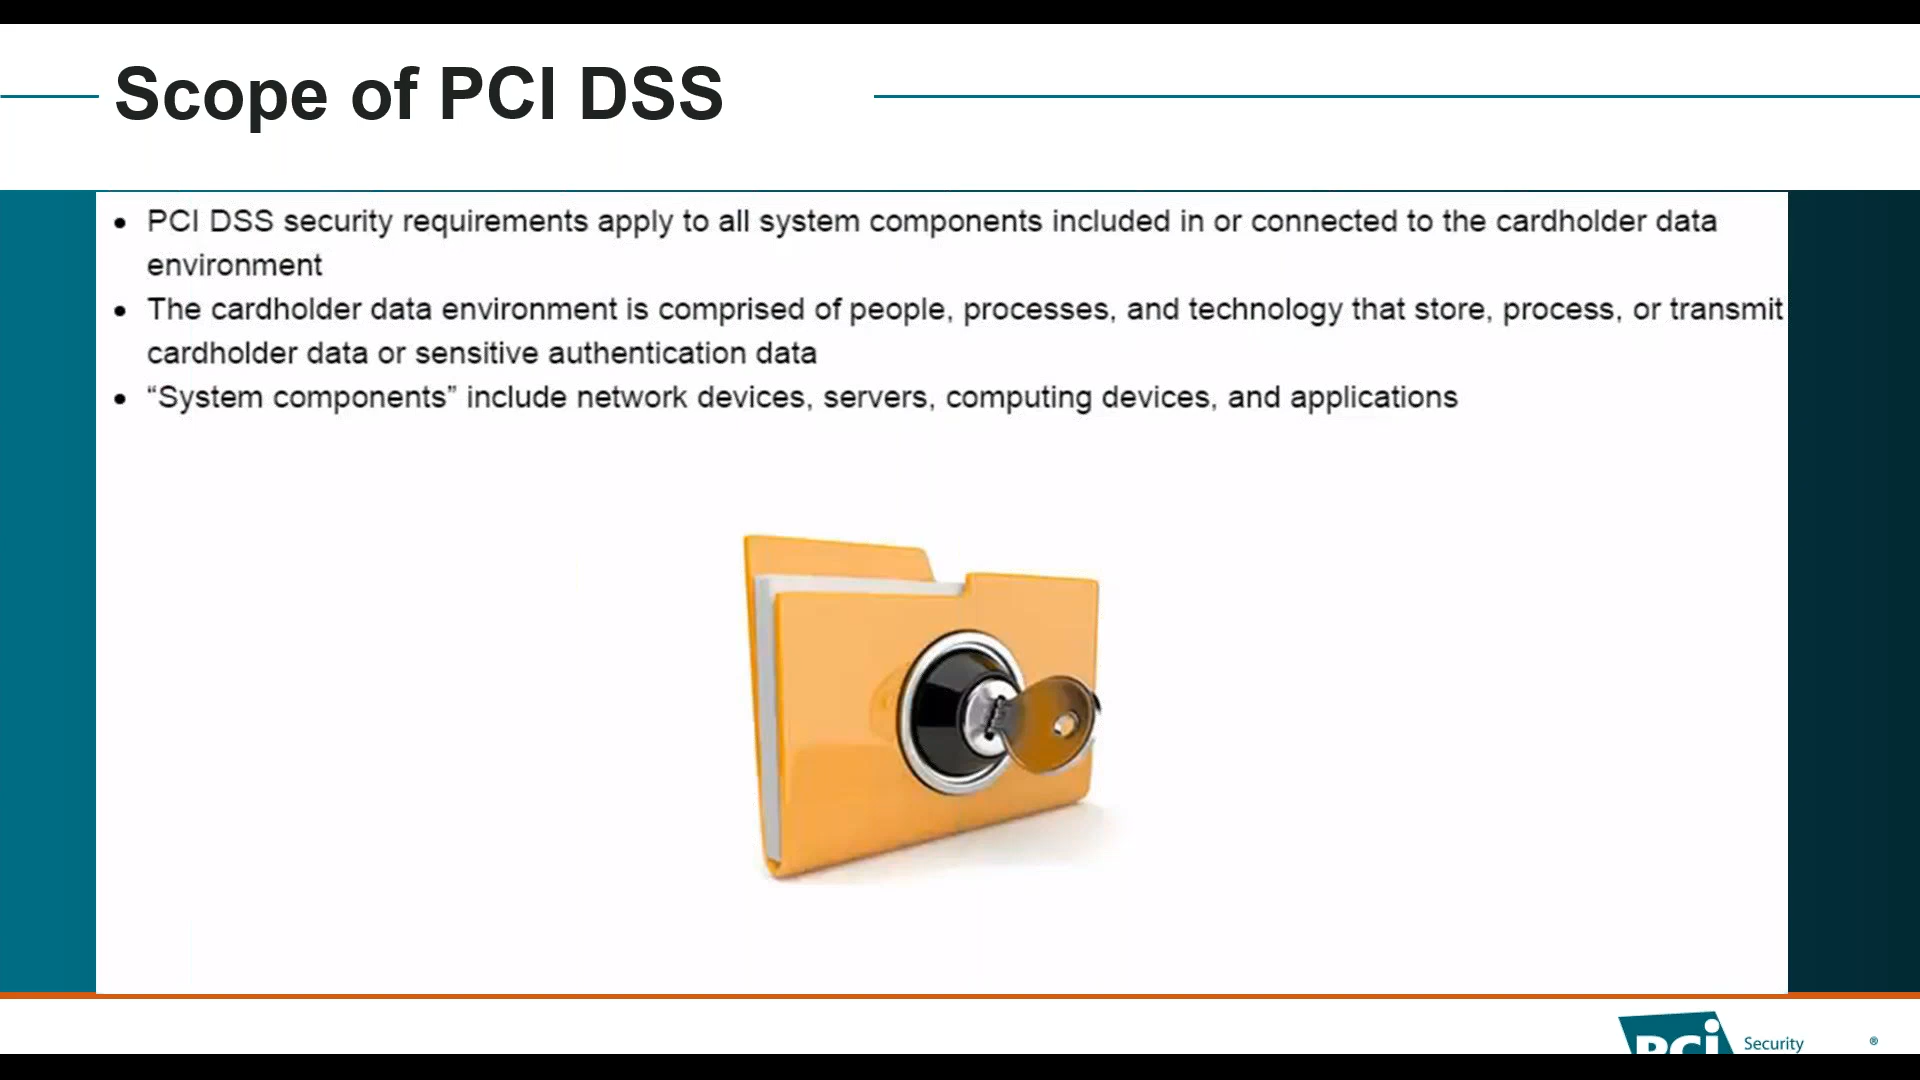 Scope of PCI DSS
• PCI DSS security requirements apply to all system components included in or connected to the cardholder data
environment
• The cardholder data environment is comprised of people, processes, and technology that store, process, or transmit
cardholder data or sensitive authentication data
• “System components” include network devices, servers, computing devices, and applications
PCi Security ®